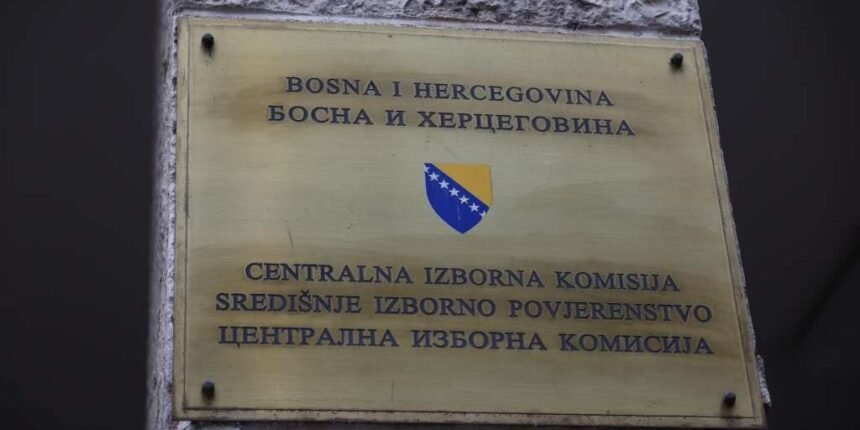 BOSNA I HERCEGOVINA
БОСНА И ХЕРЦЕГОВИНА
CENTRALNA IZBORNA KOMISIJA
SREDIŠNJE IZBORNO POVJERENSTVO
ЦЕНТРАЛНА ИЗБОРНА КОМИСИЈА